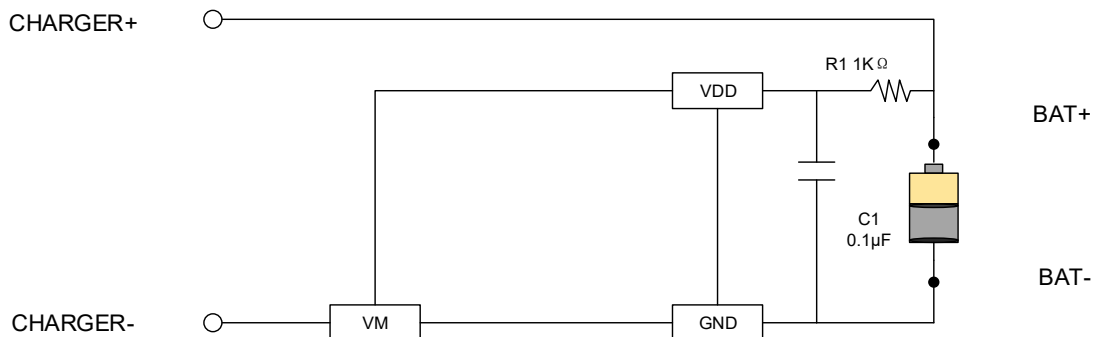 CHARGER+
R1 1KΩ
VDD
BAT+
C1
0.1μF
BAT-
CHARGER-
VM
GND